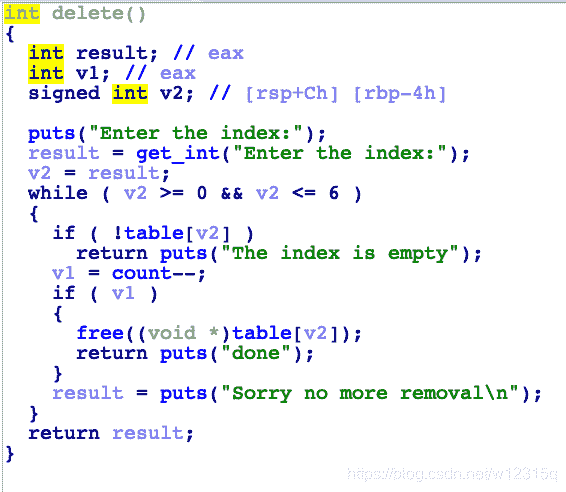 int delete()
{
  int result; // eax
  int v1; // eax
  signed int v2; // [rsp+Ch] [rbp-4h]

  puts("Enter the index:");
  result = get_int("Enter the index:");
  v2 = result;
  while ( v2 >= 0 && v2 <= 6 )
  {
    if ( !table[v2] )
      return puts("The index is empty");
    v1 = count--;
    if ( v1 )
    {
      free((void *)table[v2]);
      return puts("done");
    }
    result = puts("Sorry no more removal\n");
  }
  return result;
}
https://blog.csdn.net/w12315q